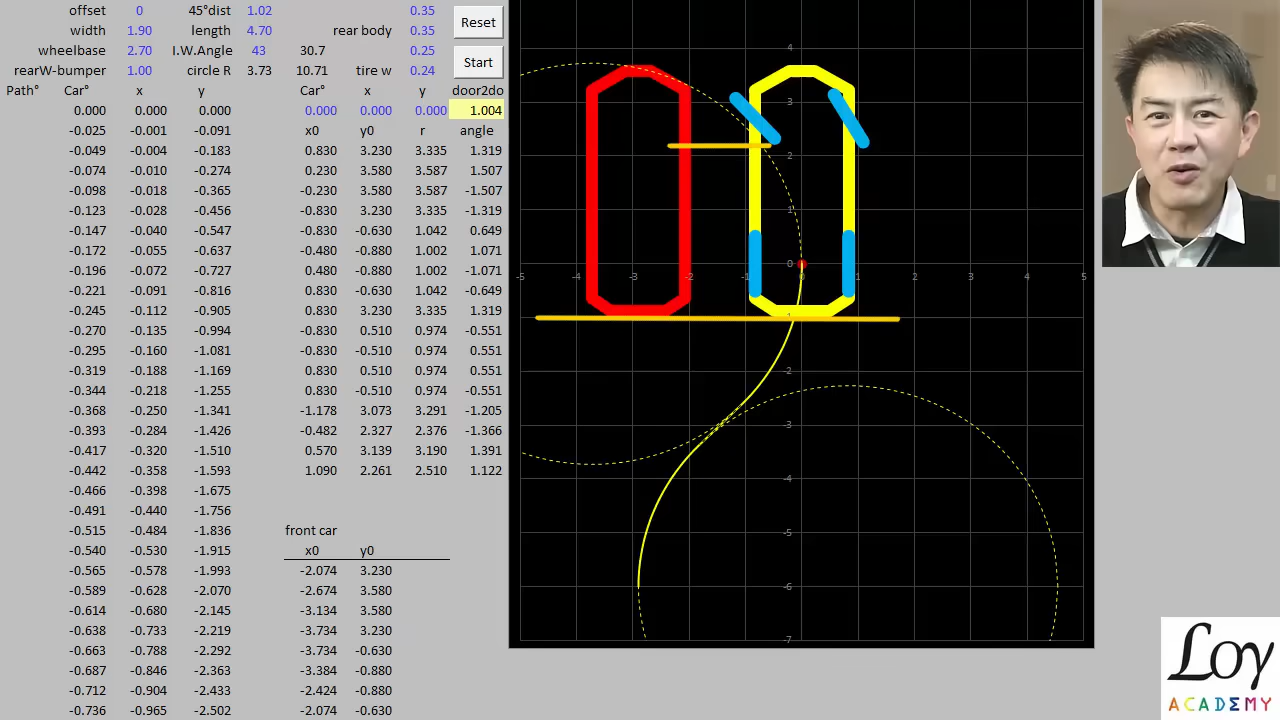 offset 0 45°dist 1.02 0.35 Reset
width 1.90 length 4.70 rear body 0.35
wheelbase 2.70 I.W.Angle 43 30.7 0.25 Start
rearW-bumper 1.00 circle R 3.73 10.71 tire w 0.24
Path° Car° x y Car° x y door2do
0.000 0.000 0.000 0.000 0.000 0.000 1.004
-0.025 -0.001 -0.091 x0 y0 r angle
-0.049 -0.004 -0.183 0.830 3.230 3.335 1.319
-0.074 -0.010 -0.274 0.230 3.580 3.587 1.507
-0.098 -0.018 -0.365 -0.230 3.580 3.587 -1.507
-0.123 -0.028 -0.456 -0.830 3.230 3.335 -1.319
-0.147 -0.040 -0.547 -0.830 -0.630 1.042 0.649
-0.172 -0.055 -0.637 -0.480 -0.880 1.002 1.071
-0.196 -0.072 -0.727 0.480 -0.880 1.002 -1.071
-0.221 -0.091 -0.816 0.830 -0.630 1.042 -0.649
-0.245 -0.112 -0.905 0.830 3.230 3.335 1.319
-0.270 -0.135 -0.994 -0.830 0.510 0.974 -0.551
-0.295 -0.160 -1.081 -0.830 -0.510 0.974 0.551
-0.319 -0.188 -1.169 0.830 0.510 0.974 0.551
-0.344 -0.218 -1.255 0.830 -0.510 0.974 -0.551
-0.368 -0.250 -1.341 -1.178 3.073 3.291 -1.205
-0.393 -0.284 -1.426 -0.482 2.327 2.376 -1.366
-0.417 -0.320 -1.510 0.570 3.139 3.190 1.391
-0.442 -0.358 -1.593 1.090 2.261 2.510 1.122
-0.466 -0.398 -1.675
-0.491 -0.440 -1.756
-0.515 -0.484 -1.836 front car
-0.540 -0.530 -1.915 x0 y0
-0.565 -0.578 -1.993 -2.074 3.230
-0.589 -0.628 -2.070 -2.674 3.580
-0.614 -0.680 -2.145 -3.134 3.580
-0.638 -0.733 -2.219 -3.734 3.230
-0.663 -0.788 -2.292 -3.734 -0.630
-0.687 -0.846 -2.363 -3.384 -0.880
-0.712 -0.904 -2.433 -2.424 -0.880
-0.736 -0.965 -2.502 -2.074 -0.630
4
3
2
1
0
-5 -4 -3 -2 -1 0 1 2 3 4 5
-1
-2
-3
-4
-5
-6
-7
Loy
ACADEMY